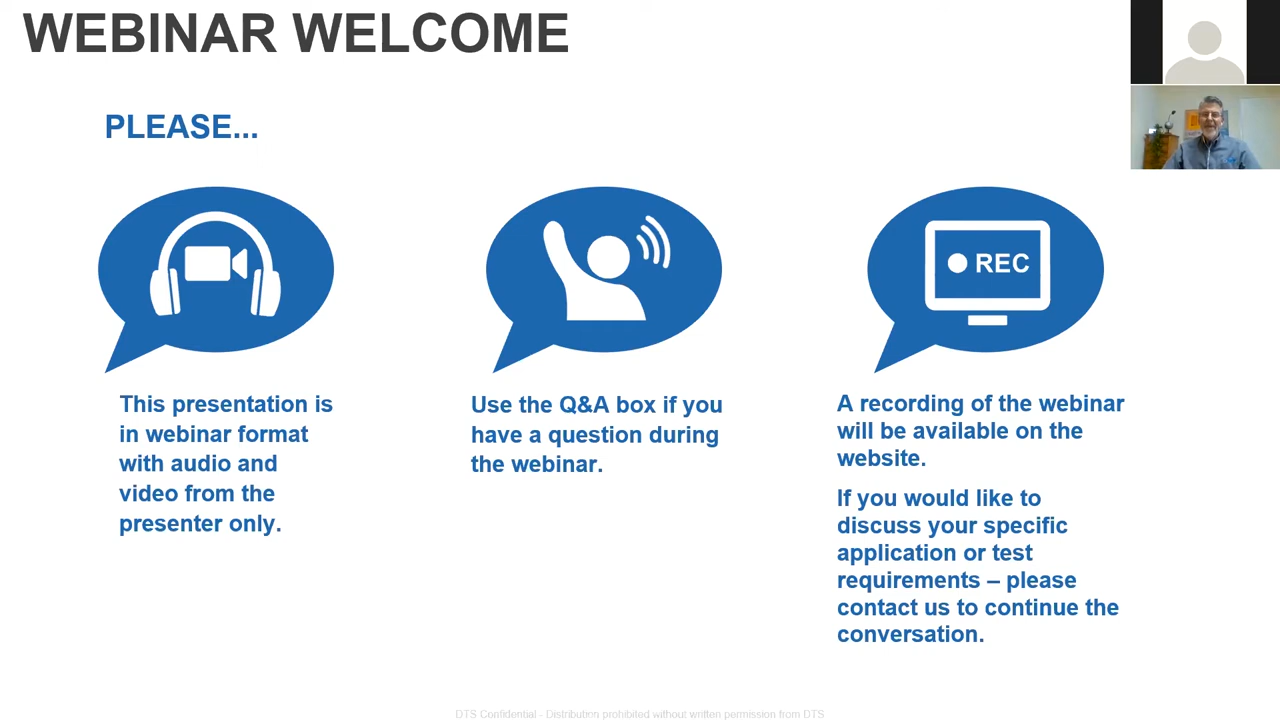 WEBINAR WELCOME
PLEASE...
REC
This presentation is
in webinar format
with audio and
video from the
presenter only.
Use the Q&A box if you
have a question during
the webinar.
A recording of the webinar
will be available on the
website.
If you would like to
discuss your specific
application or test
requirements – please
contact us to continue the
conversation.
DTS Confidential - Distribution prohibited without written permission from DTS